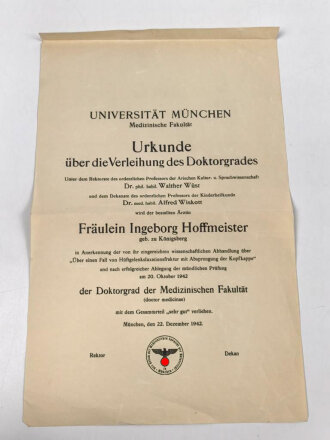 UNIVERSITÄT MÜNCHEN
Medizinische Fakultät
Urkunde
über die Verleihung des Doktorgrades
Unter dem Rektorate des ordentlichen Professors der Arischen Kultur- u. Sprachwissenschaft
Dr. phil. habil. Walther Wüst
und dem Dekanate des ordentlichen Professors der Kinderheilkunde
Dr. med. habil. Alfred Wiskott
wird der bestallten Ärztin
Fräulein Ingeborg Hoffmeister
geb. zu Königsberg
in Anerkennung der von ihr eingereichten wissenschaftlichen Abhandlung über
"Über einen Fall von Hüftgelenksluxationsfraktur mit Absprengung der Kopfkappe"
und nach erfolgreicher Ablegung der mündlichen Prüfung
am 20. Oktober 1942
der Doktorgrad der Medizinischen Fakultät
(doctor medicinae)
mit dem Gesamturteil „sehr gut" verliehen.
München, den 22. Dezember 1942.
Rektor Dekan